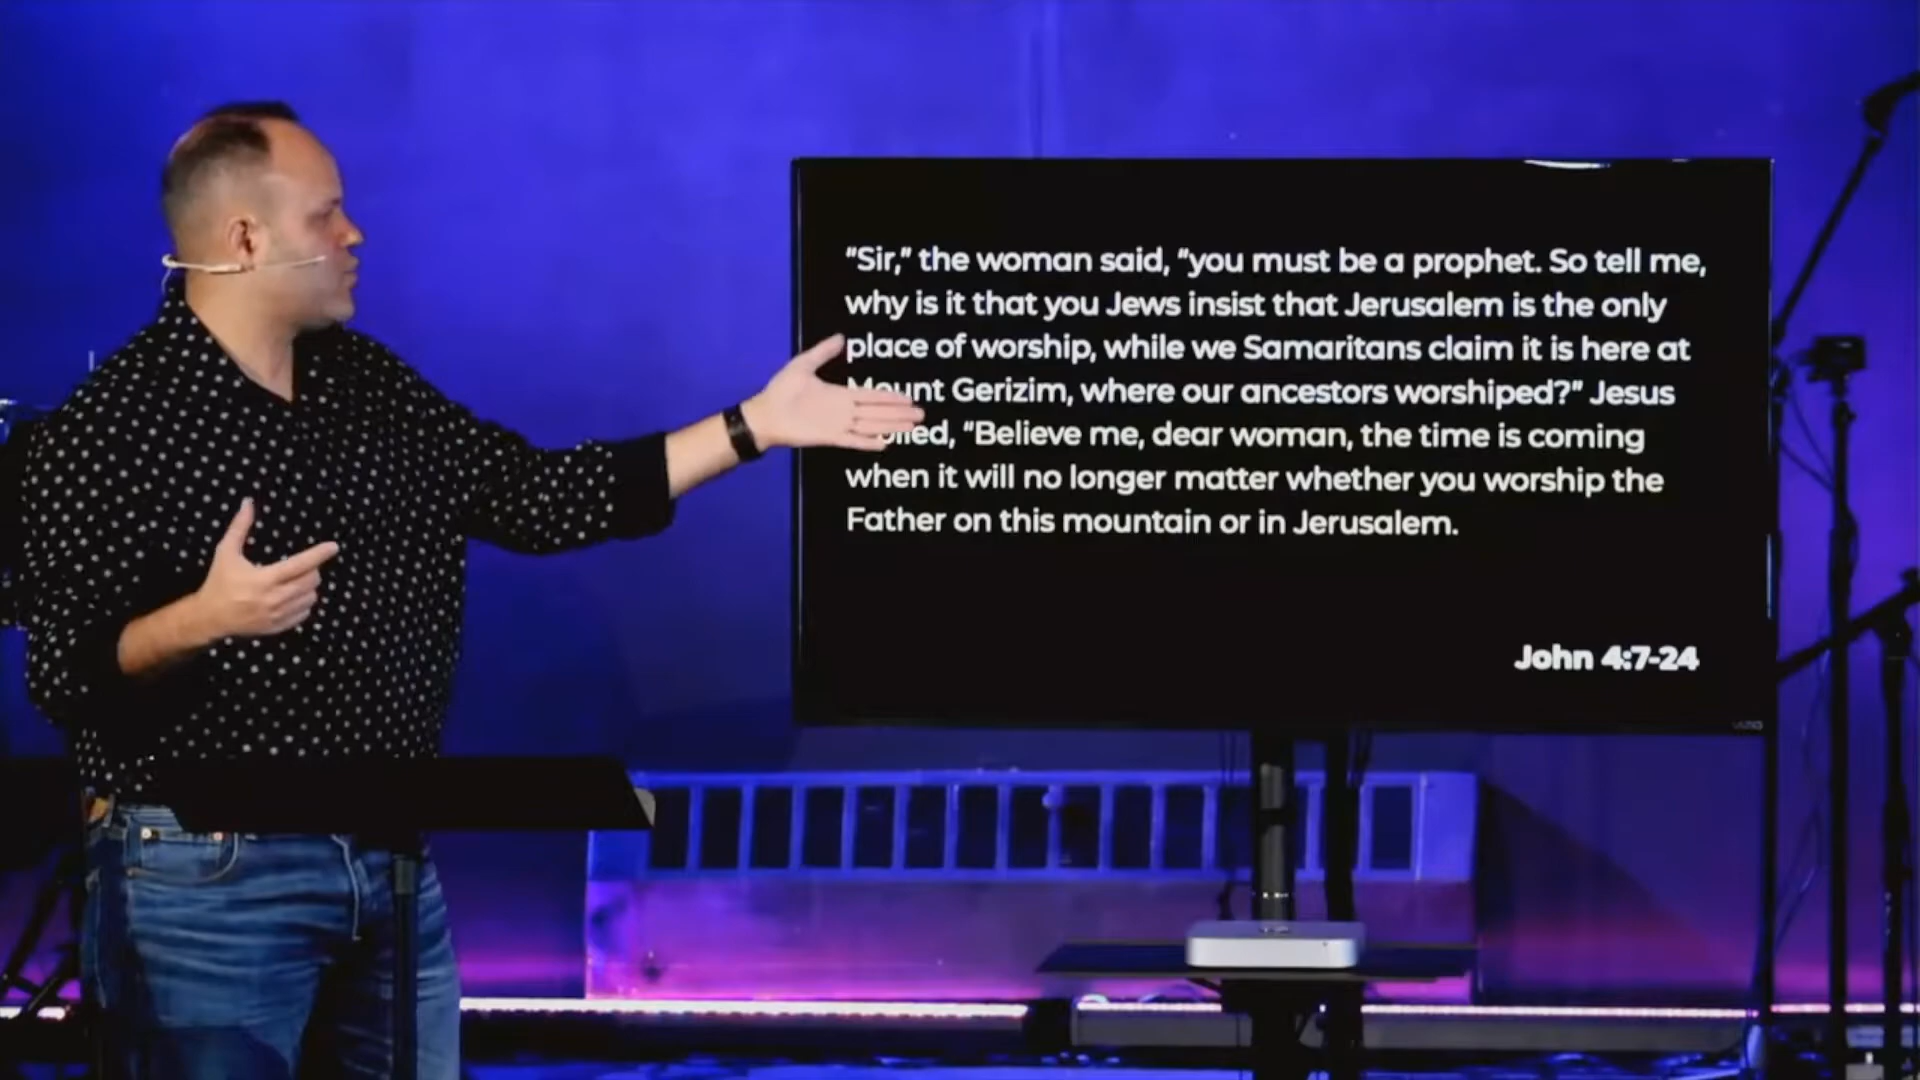 "Sir," the woman said, "you must be a prophet. So tell me,
why is it that you Jews insist that Jerusalem is the only
place of worship, while we Samaritans claim it is here at
Mount Gerizim, where our ancestors worshiped?" Jesus
"Believe me, dear woman, the time is coming
when it will no longer matter whether you worship the
Father on this mountain or in Jerusalem.
John 4:7-24